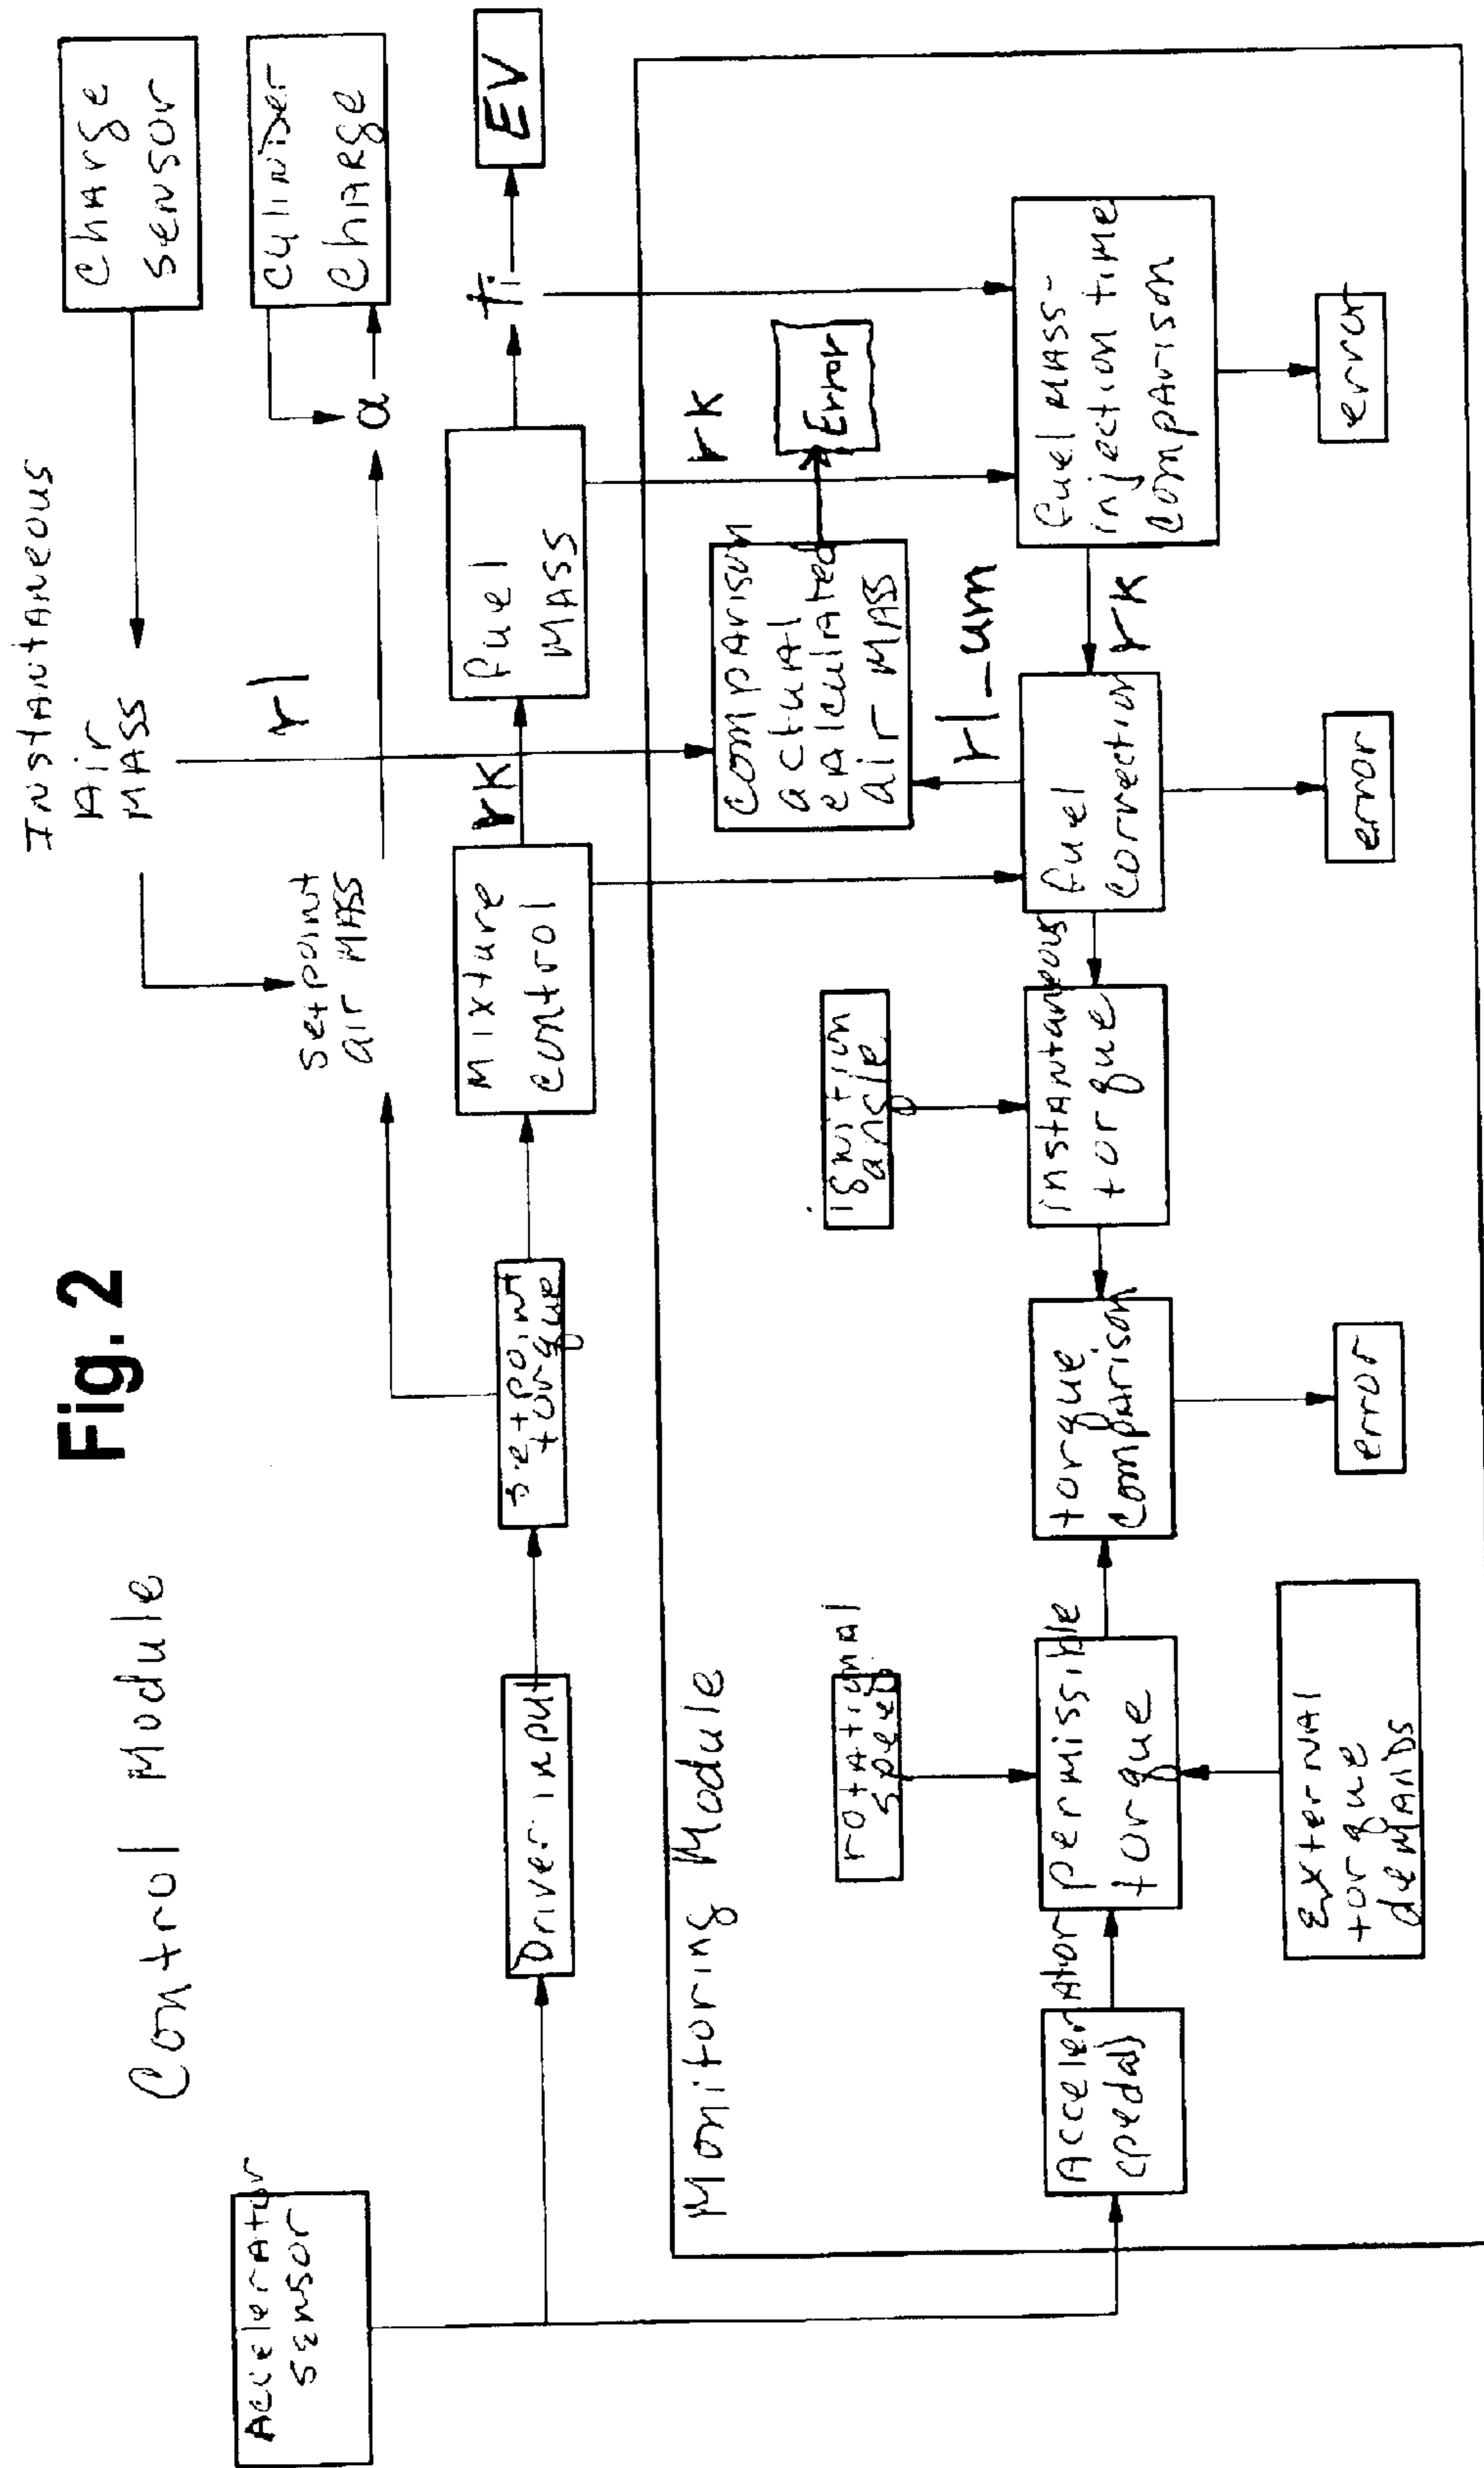 Fig. 2
Control Module
Instantaneous
Air
Mass
Charge
Sensor
rl
Setpoint
air Mass
α
Cylinder
Charge
Accelerator
Sensor
Driver input
Setpoint
torque
Mixture
Control
rk
fuel
Mass
ti
EV
Monitoring Module
rk
Comparison
actual
calculated
air Mass
Error
rl-um
rotational
speed
ignition
angle
Accelerator
(pedal)
permissible
torque
torque
Comparison
instantaneous
torque
fuel
correction
rk
fuel Mass-
injection time
Comparison
External
torque
demands
error
error
error